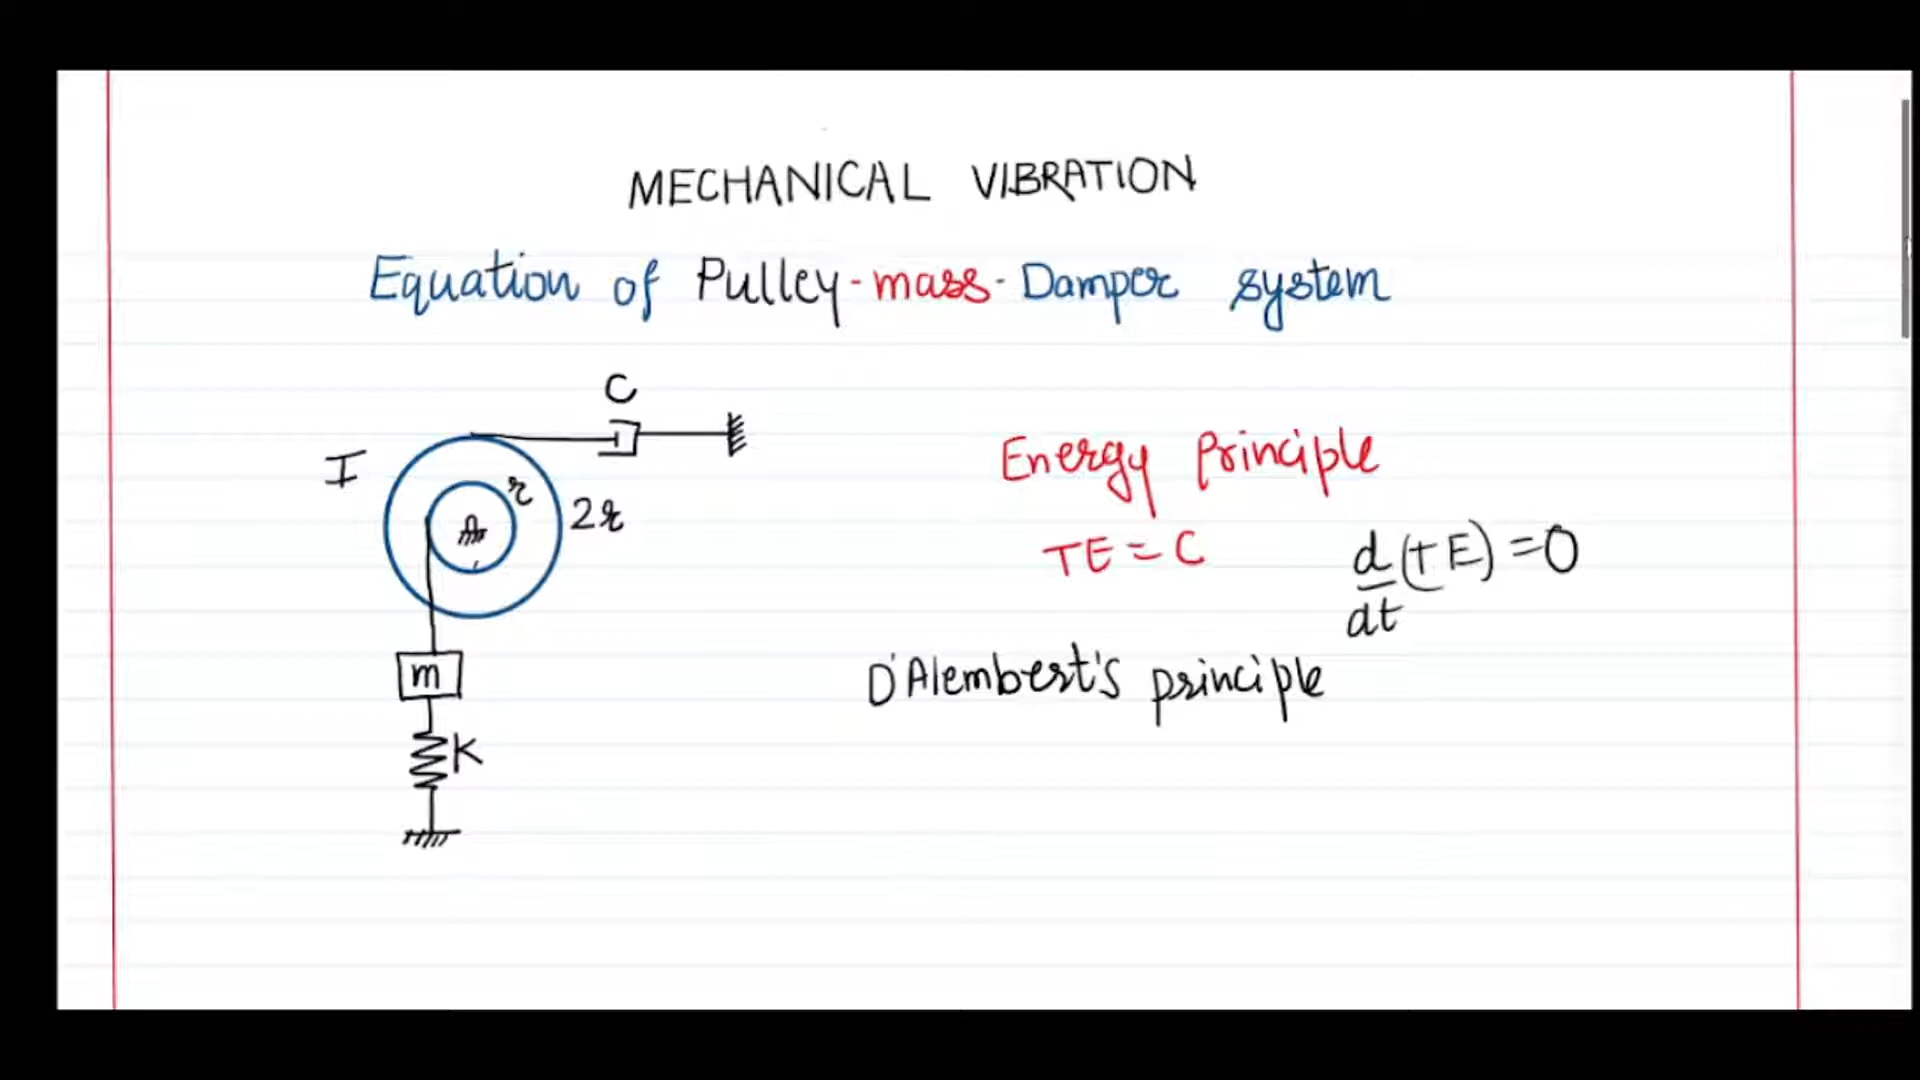 MECHANICAL VIBRATION
Equation of Pulley-mass-Damper system
C
I
r
2r
m
K
Energy Principle
TE = C
d/dt (TE) = 0
D'Alembert's principle